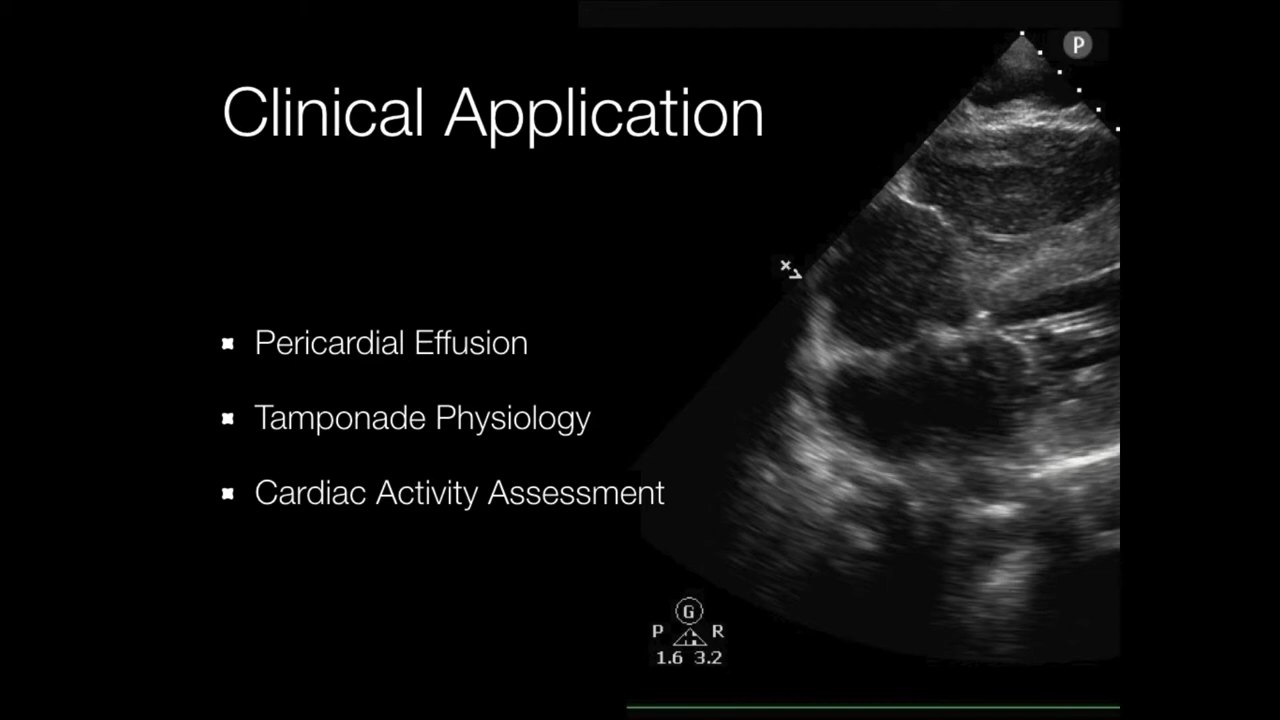 P
Clinical Application
Pericardial Effusion
Tamponade Physiology
Cardiac Activity Assessment
G
P R
1.6 3.2